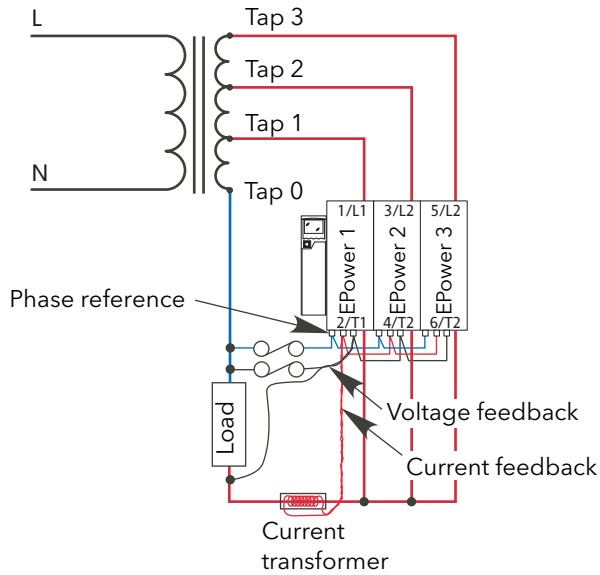 L
Tap 3
Tap 2
Tap 1
N
Tap 0
1/L1
3/L2
5/L2
EPower 1
EPower 2
EPower 3
Phase reference
2/T1
4/T2
6/T2
Load
Voltage feedback
Current feedback
Current
transformer